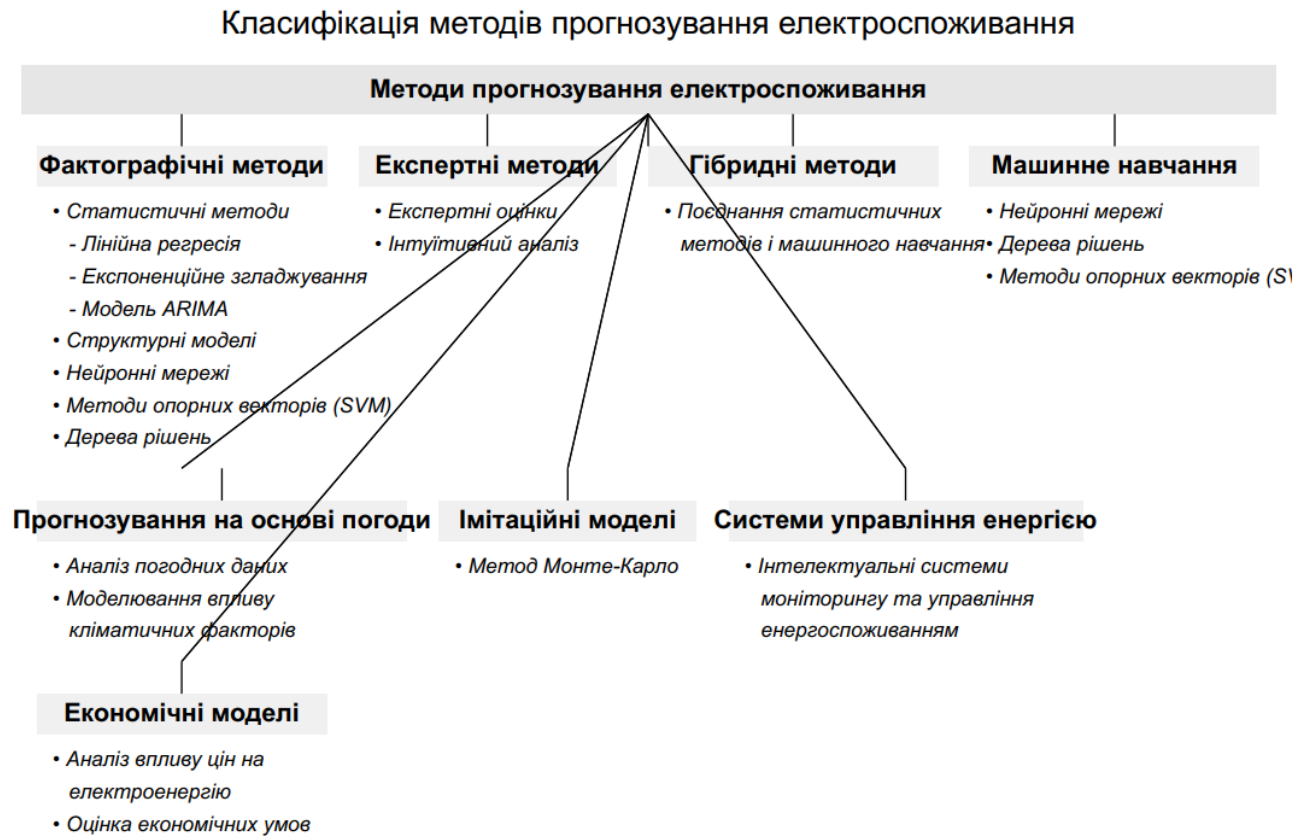 Класифікація методів прогнозування електроспоживання
Методи прогнозування електроспоживання
Фактографічні методи
• Статистичні методи
- Лінійна регресія
- Експоненційне згладжування
- Модель ARIMA
• Структурні моделі
• Нейронні мережі
• Методи опорних векторів (SVM)
• Дерева рішень
Експертні методи
• Експертні оцінки
• Інтуїтивний аналіз
Гібридні методи
• Поєднання статистичних
методів і машинного навчання
Машинне навчання
• Нейронні мережі
• Дерева рішень
• Методи опорних векторів (SV
Прогнозування на основі погоди
• Аналіз погодних даних
• Моделювання впливу
кліматичних факторів
Імітаційні моделі
• Метод Монте-Карло
Системи управління енергією
• Інтелектуальні системи
моніторингу та управління
енергоспоживанням
Економічні моделі
• Аналіз впливу цін на
електроенергію
• Оцінка економічних умов